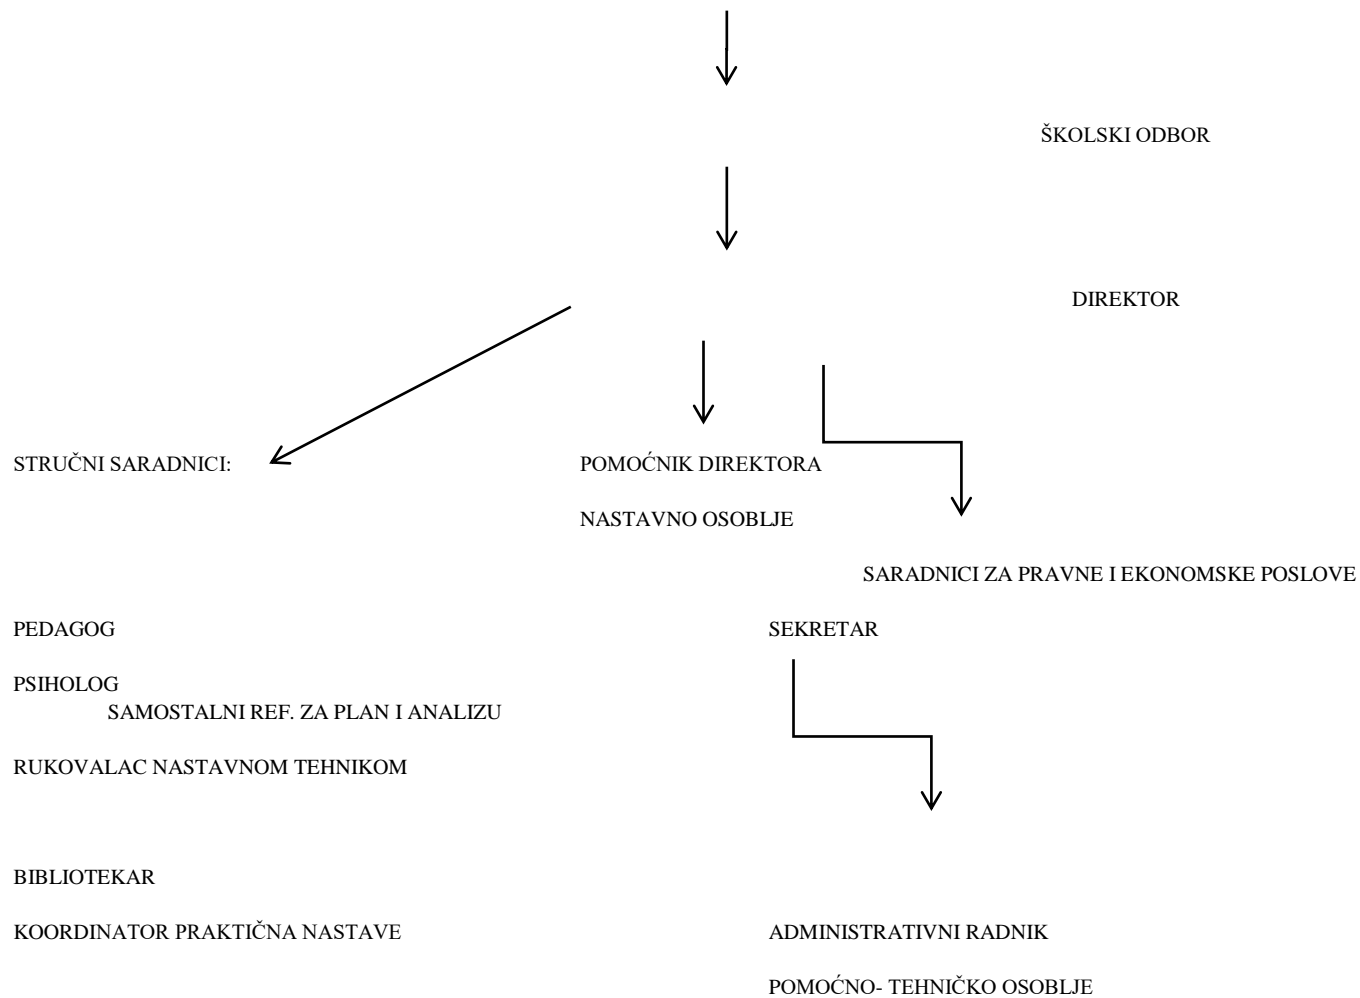 ŠKOLSKI ODBOR
DIREKTOR
STRUČNI SARADNICI:
POMOĆNIK DIREKTORA
NASTAVNO OSOBLJE
SARADNICI ZA PRAVNE I EKONOMSKE POSLOVE
PEDAGOG
SEKRETAR
PSIHOLOG
SAMOSTALNI REF. ZA PLAN I ANALIZU
RUKOVALAC NASTAVNOM TEHNIKOM
BIBLIOTEKAR
KOORDINATOR PRAKTIČNA NASTAVE
ADMINISTRATIVNI RADNIK
POMOĆNO- TEHNIČKO OSOBLJE